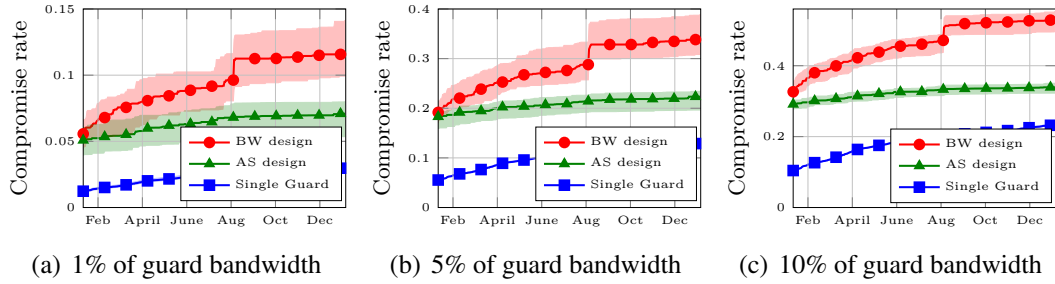 Compromise rate
0.15
0.1
0.05
0
BW design
AS design
Single Guard
Feb April June Aug Oct Dec
(a) 1% of guard bandwidth
Compromise rate
0.4
0.3
0.2
0.1
0
BW design
AS design
Single Guard
Feb April June Aug Oct Dec
(b) 5% of guard bandwidth
Compromise rate
0.4
0.2
0
BW design
AS design
Single Guard
Feb April June Aug Oct Dec
(c) 10% of guard bandwidth